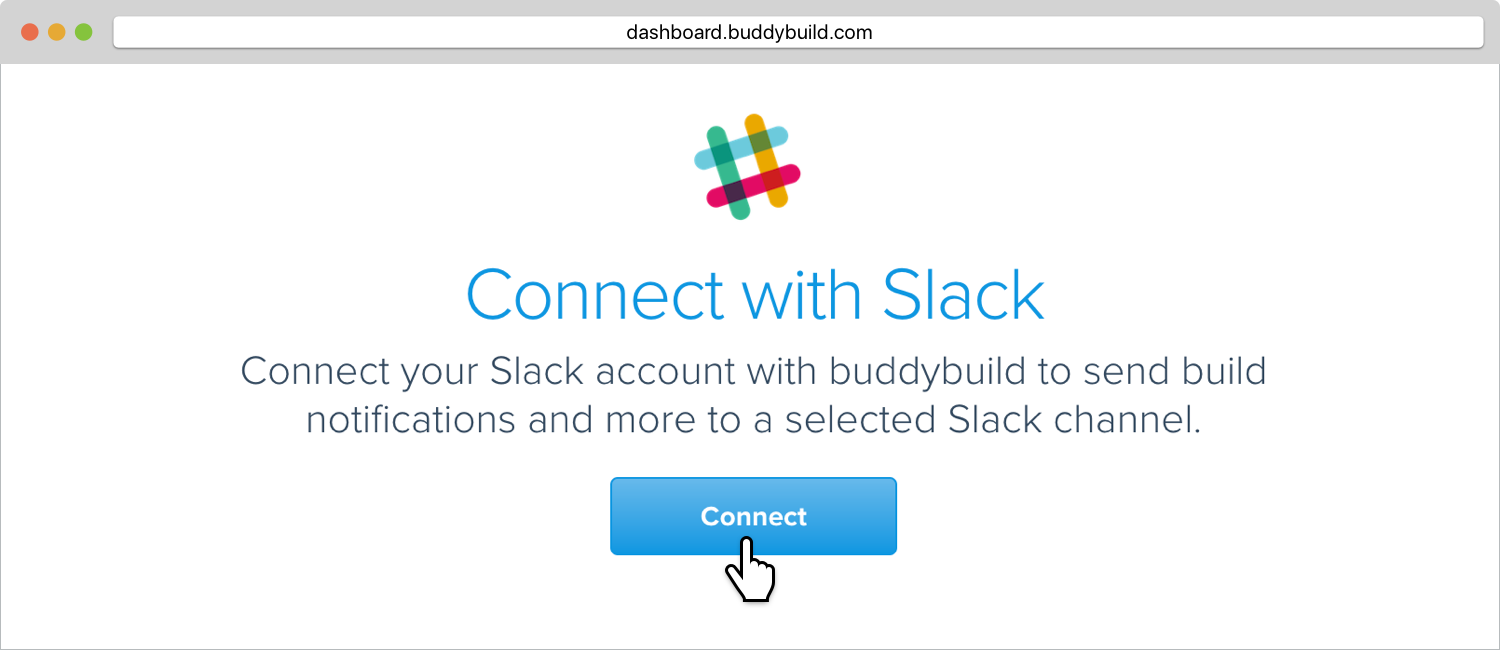 dashboard.buddybuild.com
Connect with Slack
Connect your Slack account with buddybuild to send build
notifications and more to a selected Slack channel.
Connect